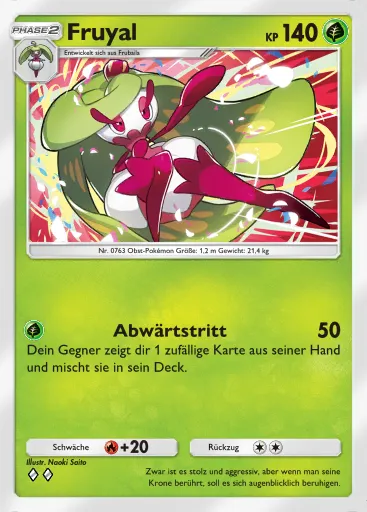 PHASE 2
Fruyal
KP 140
Entwickelt sich aus Frubaila
Nr. 0763 Obst-Pokémon Größe: 1,2 m Gewicht: 21,4 kg
Abwärtstritt 50
Dein Gegner zeigt dir 1 zufällige Karte aus seiner Hand
und mischt sie in sein Deck.
Schwäche +20 Rückzug
Illustr. Naoki Saito
Zwar ist es stolz und aggressiv, aber wenn man seine
Krone berührt, soll es sich augenblicklich beruhigen.